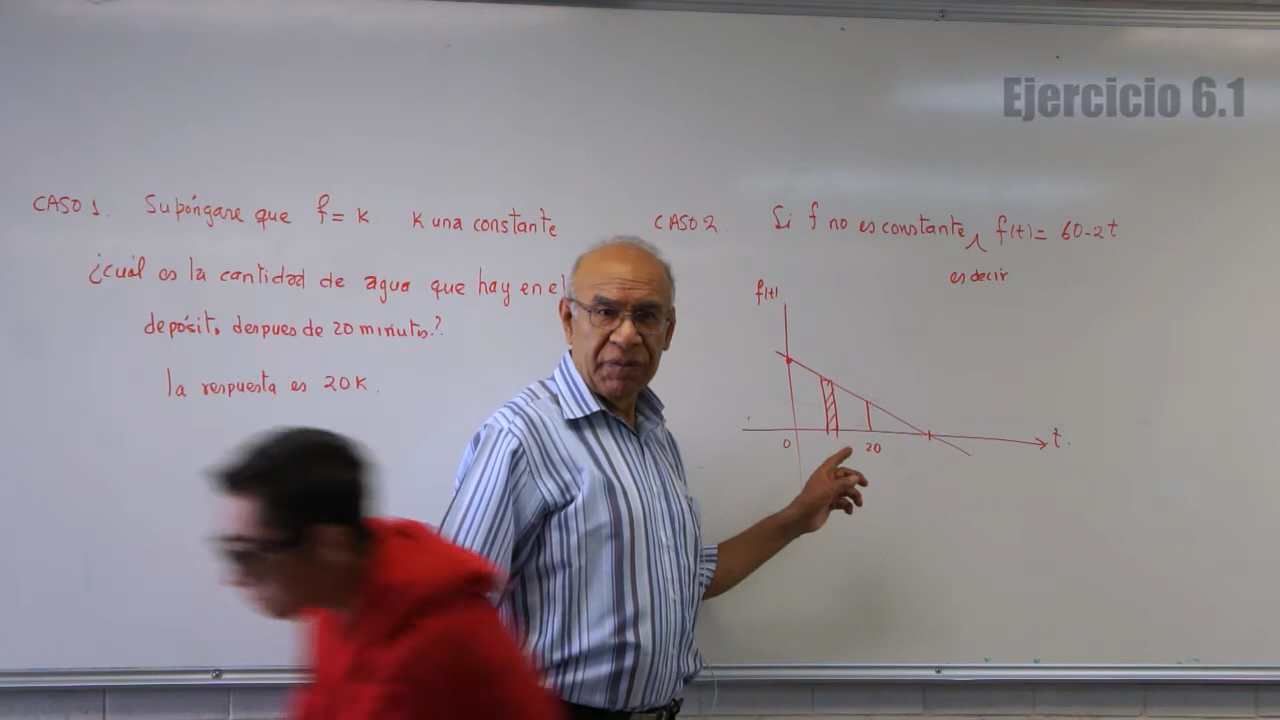 Ejercicio 6.1
CASO 1. Supóngase que f = k. k una constante
¿cuál es la cantidad de agua que hay en el
depósito despues de 20 minutos?
la respuesta es 20k.
CASO 2. Si f no es constante, f(t) = 60-2t
es decir
f(t)
0
20
t.